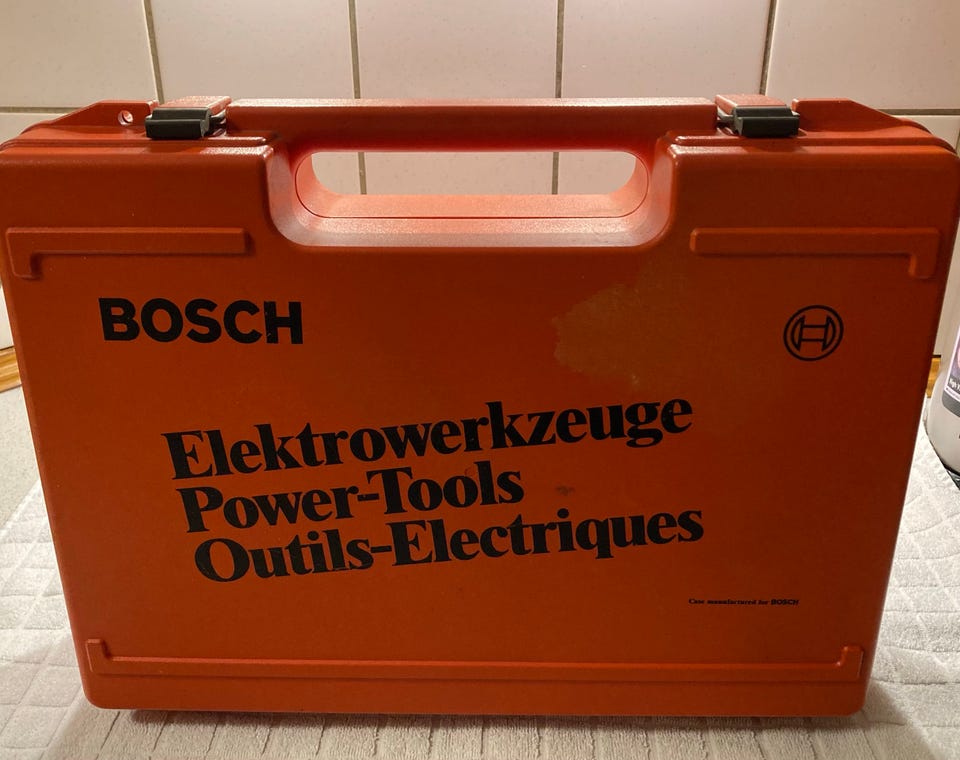 BOSCH
Elektrowerkzeuge
Power-Tools
Outils-Electriques
Case manufactured for BOSCH